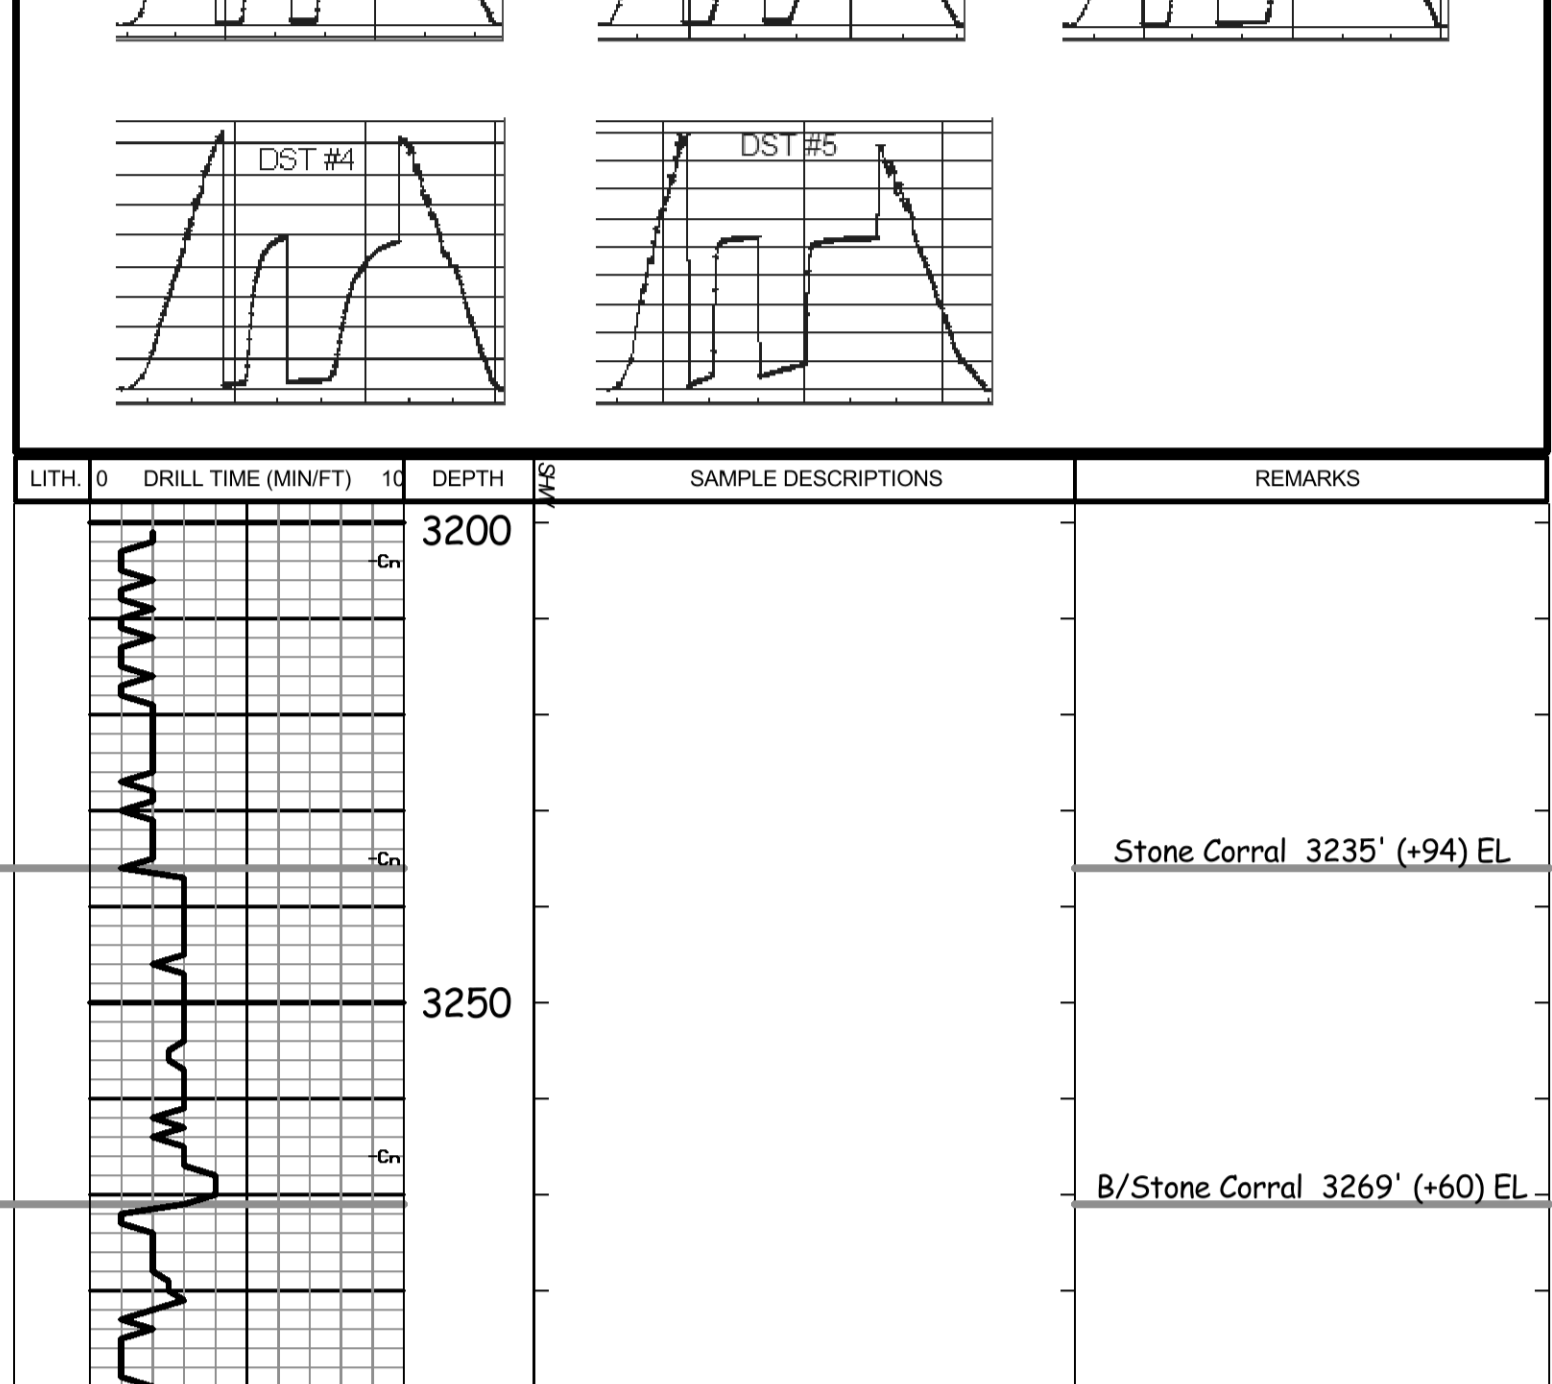 DST #4
DST #5
LITH. 0 DRILL TIME (MIN/FT) 10 DEPTH SHW SAMPLE DESCRIPTIONS REMARKS
3200
Cn
Cn
Stone Corral 3235' (+94) EL
3250
Cn
B/Stone Corral 3269' (+60) EL